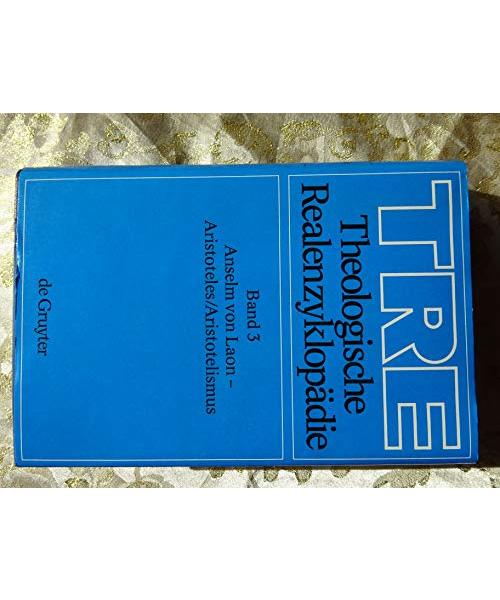 TRE
Theologische
Realenzyklopädie
Band 3
Anselm von Laon –
Aristoteles/Aristotelismus
de Gruyter